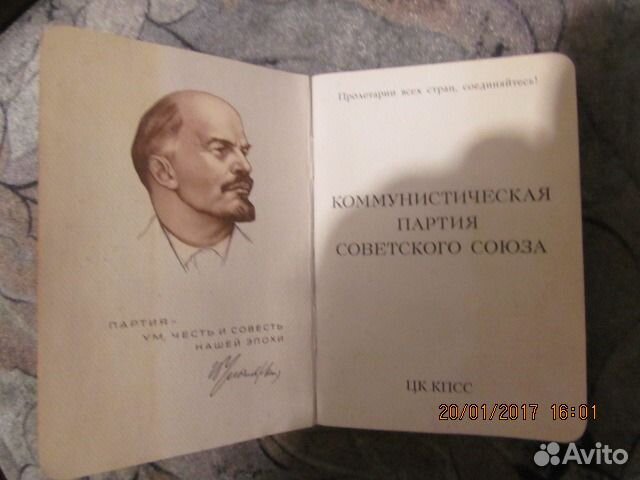 ПАРТИЯ –
УМ, ЧЕСТЬ И СОВЕСТЬ
НАШЕЙ ЭПОХИ
Пролетарии всех стран, соединяйтесь!
КОММУНИСТИЧЕСКАЯ
ПАРТИЯ
СОВЕТСКОГО СОЮЗА
ЦК КПСС
20/01/2017 16:01
Avito